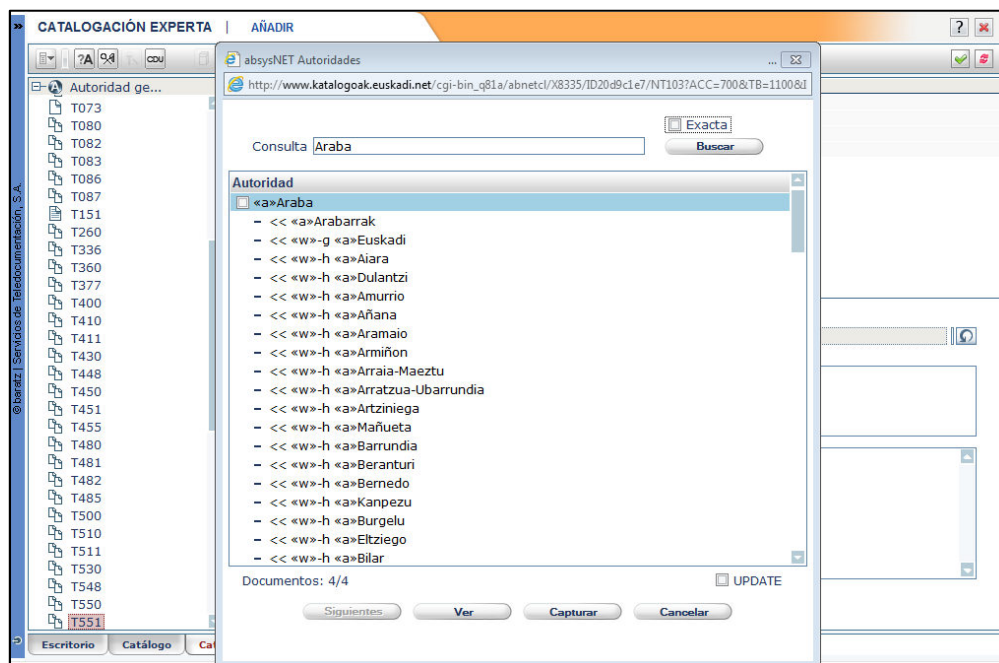 CATALOGACIÓN EXPERTA | AÑADIR
?A CDU
Autoridad ge...
T073
T080
T082
T083
T086
T087
T151
T260
T336
T360
T377
T400
T410
T411
T430
T448
T450
T451
T455
T480
T481
T482
T485
T500
T510
T511
T530
T548
T550
T551
© baratz | Servicios de Teledocumentación, S.A.
Escritorio Catálogo Cat
absysNET Autoridades
http://www.katalogoak.euskadi.net/cgi-bin_q81a/abnetcl/X8335/ID20d9c1e7/NT103?ACC=700&TB=1100&I
Exacta
Consulta Araba Buscar
Autoridad
«a»Araba
– << «a»Arabarrak
– << «w»-g «a»Euskadi
– << «w»-h «a»Aiara
– << «w»-h «a»Dulantzi
– << «w»-h «a»Amurrio
– << «w»-h «a»Añana
– << «w»-h «a»Aramaio
– << «w»-h «a»Armiñon
– << «w»-h «a»Arraia-Maeztu
– << «w»-h «a»Arratzua-Ubarrundia
– << «w»-h «a»Artziniega
– << «w»-h «a»Mañueta
– << «w»-h «a»Barrundia
– << «w»-h «a»Beranturi
– << «w»-h «a»Bernedo
– << «w»-h «a»Kanpezu
– << «w»-h «a»Burgelu
– << «w»-h «a»Eltziego
– << «w»-h «a»Bilar
Documentos: 4/4 UPDATE
Siguientes Ver Capturar Cancelar